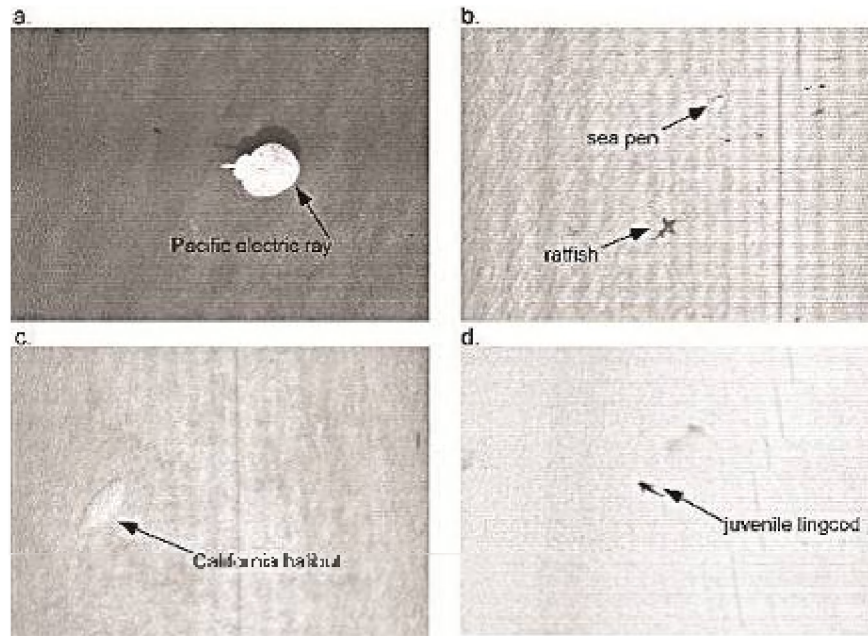 a.
b.
sea pen
Pacific electric ray
ratfish
c.
d.
juvenile lingcod
California halibut